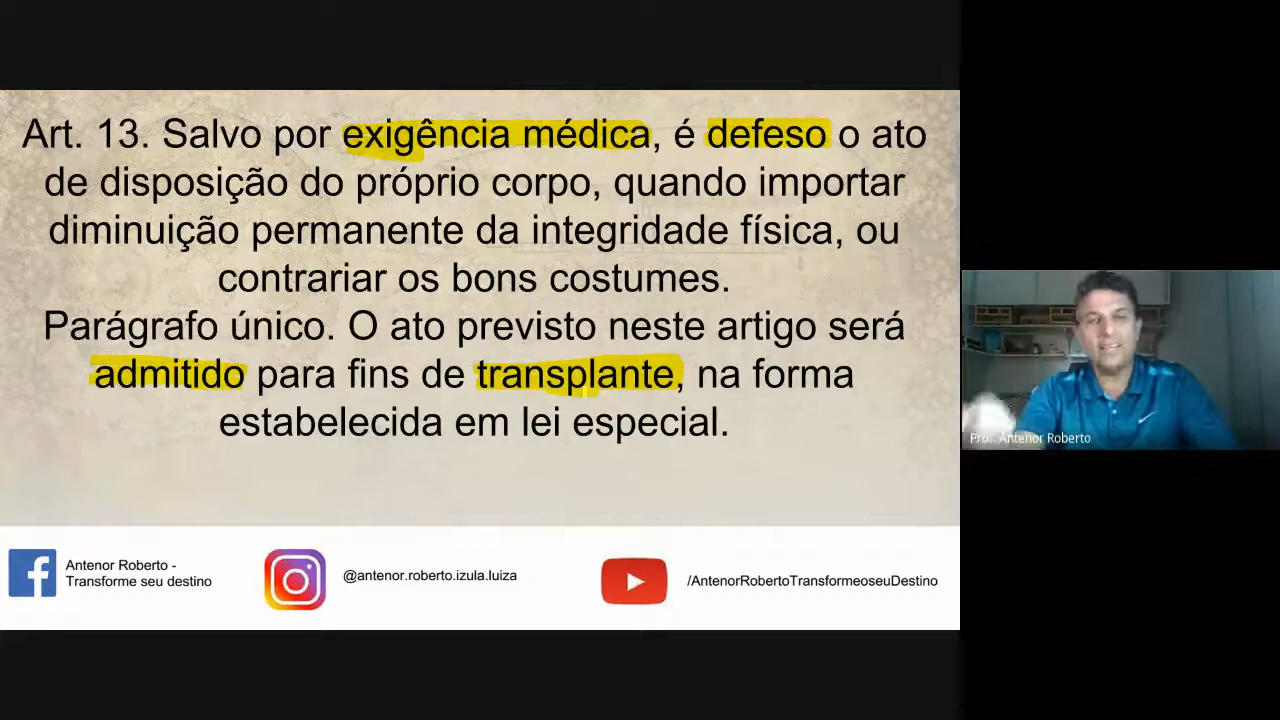 Art. 13. Salvo por exigência médica, é defeso o ato
de disposição do próprio corpo, quando importar
diminuição permanente da integridade física, ou
contrariar os bons costumes.
Parágrafo único. O ato previsto neste artigo será
admitido para fins de transplante, na forma
estabelecida em lei especial.
Antenor Roberto -
Transforme seu destino
@antenor.roberto.izula.luiza
/AntenorRobertoTransformeoseuDestino
Antenor Roberto